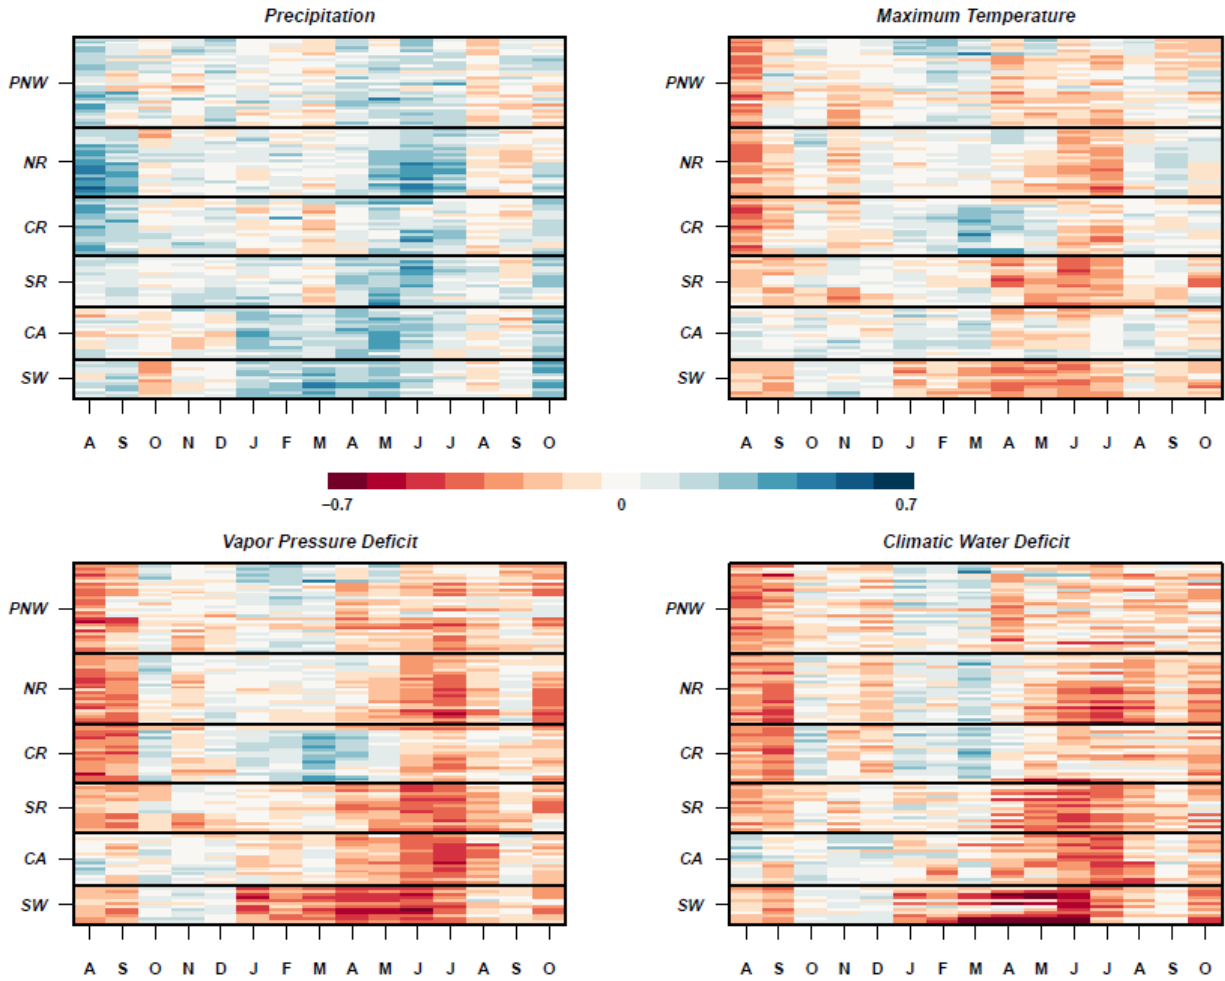 Precipitation
Maximum Temperature
PNW
NR
CR
SR
CA
SW
A S O N D J F M A M J J A S O
PNW
NR
CR
SR
CA
SW
A S O N D J F M A M J J A S O
−0.7 0 0.7
Vapor Pressure Deficit
Climatic Water Deficit
PNW
NR
CR
SR
CA
SW
A S O N D J F M A M J J A S O
PNW
NR
CR
SR
CA
SW
A S O N D J F M A M J J A S O